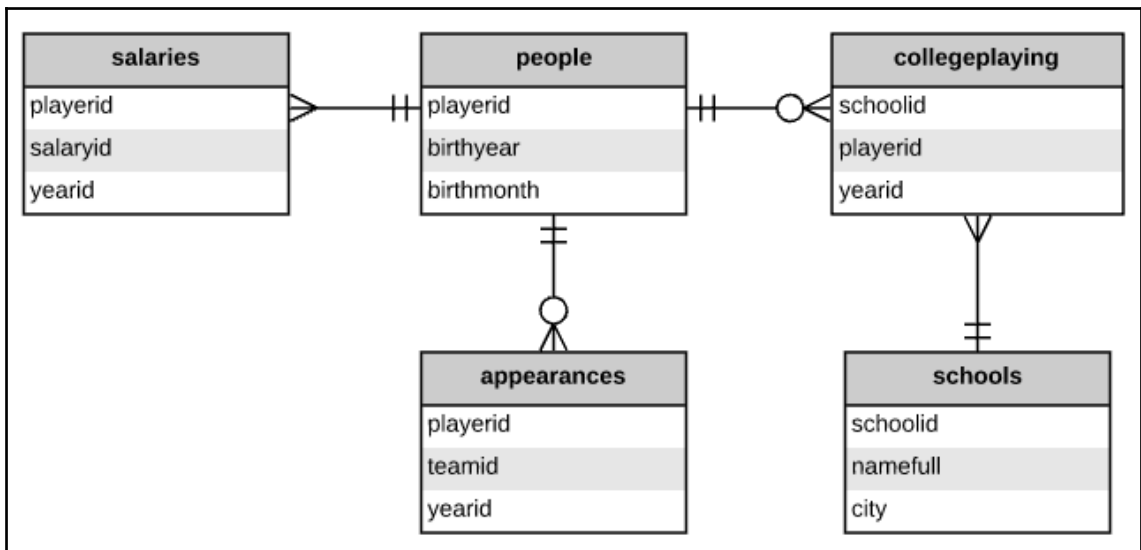 salaries
playerid
salaryid
yearid
people
playerid
birthyear
birthmonth
collegeplaying
schoolid
playerid
yearid
appearances
playerid
teamid
yearid
schools
schoolid
namefull
city